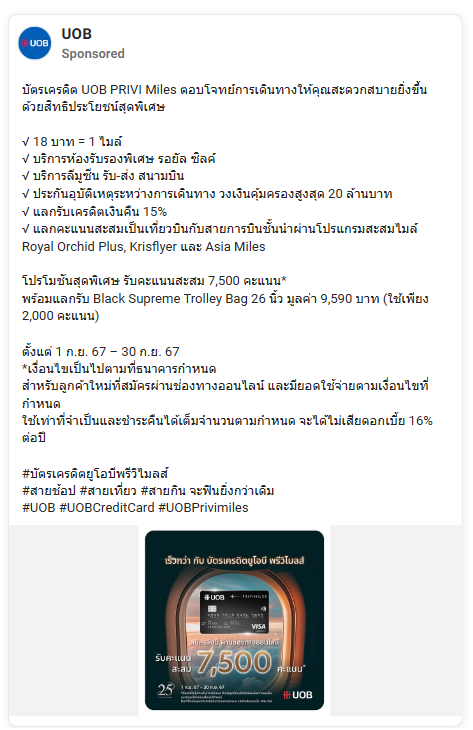 UOB
UOB
Sponsored
บัตรเครดิต UOB PRIVI Miles ตอบโจทย์การเดินทางให้คุณสะดวกสบายยิ่งขึ้น
ด้วยสิทธิประโยชน์สุดพิเศษ
√ 18 บาท = 1 ไมล์
√ บริการห้องรับรองพิเศษ รอยัล ซิลค์
√ บริการลีมูซีน รับ-ส่ง สนามบิน
√ ประกันอุบัติเหตุระหว่างการเดินทาง วงเงินคุ้มครองสูงสุด 20 ล้านบาท
√ แลกรับเครดิตเงินคืน 15%
√ แลกคะแนนสะสมเป็นเที่ยวบินกับสายการบินชั้นนำผ่านโปรแกรมสะสมไมล์
Royal Orchid Plus, Krisflyer และ Asia Miles
โปรโมชั่นสุดพิเศษ รับคะแนนสะสม 7,500 คะแนน*
พร้อมแลกรับ Black Supreme Trolley Bag 26 นิ้ว มูลค่า 9,590 บาท (ใช้เพียง
2,000 คะแนน)
ตั้งแต่ 1 ก.ย. 67 – 30 ก.ย. 67
*เงื่อนไขเป็นไปตามที่ธนาคารกำหนด
สำหรับลูกค้าใหม่ที่สมัครผ่านช่องทางออนไลน์ และมียอดใช้จ่ายตามเงื่อนไขที่
กำหนด
ใช้เท่าที่จำเป็นและชำระคืนได้เต็มจำนวนตามกำหนด จะได้ไม่เสียดอกเบี้ย 16%
ต่อปี
#บัตรเครดิตยูโอบีพรีวิไมลส์
#สายช้อป #สายเที่ยว #สายกิน จะฟินยิ่งกว่าเดิม
#UOB #UOBCreditCard #UOBPrivimiles
เร็วกว่า กับ บัตรเครดิตยูโอบี พรีวิไมลส์
UOB
PRIVIMILES
VISA
สมัครวันนี้ ผ่านช่องทางออนไลน์
รับคะแนนสะสม 7,500 คะแนน*
25
1 ก.ย. 67 – 30 ก.ย. 67
UOB